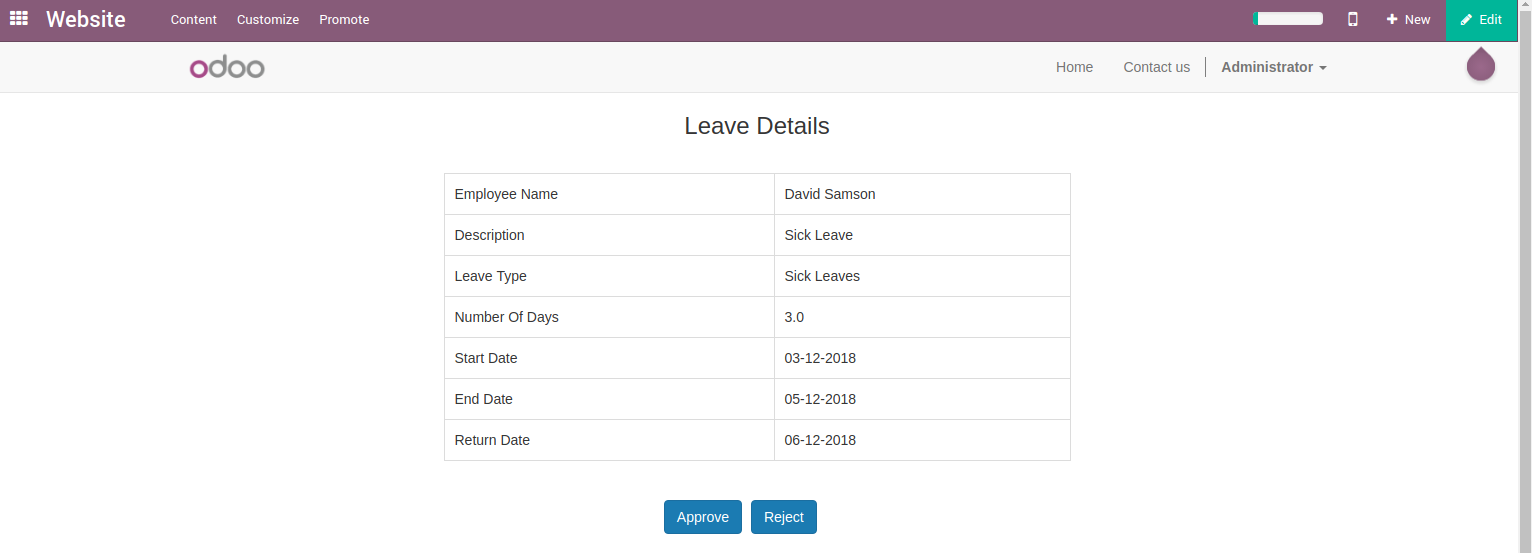 Website Content Customize Promote New Edit
odoo Home Contact us Administrator
Leave Details
Employee Name David Samson
Description Sick Leave
Leave Type Sick Leaves
Number Of Days 3.0
Start Date 03-12-2018
End Date 05-12-2018
Return Date 06-12-2018
Approve Reject